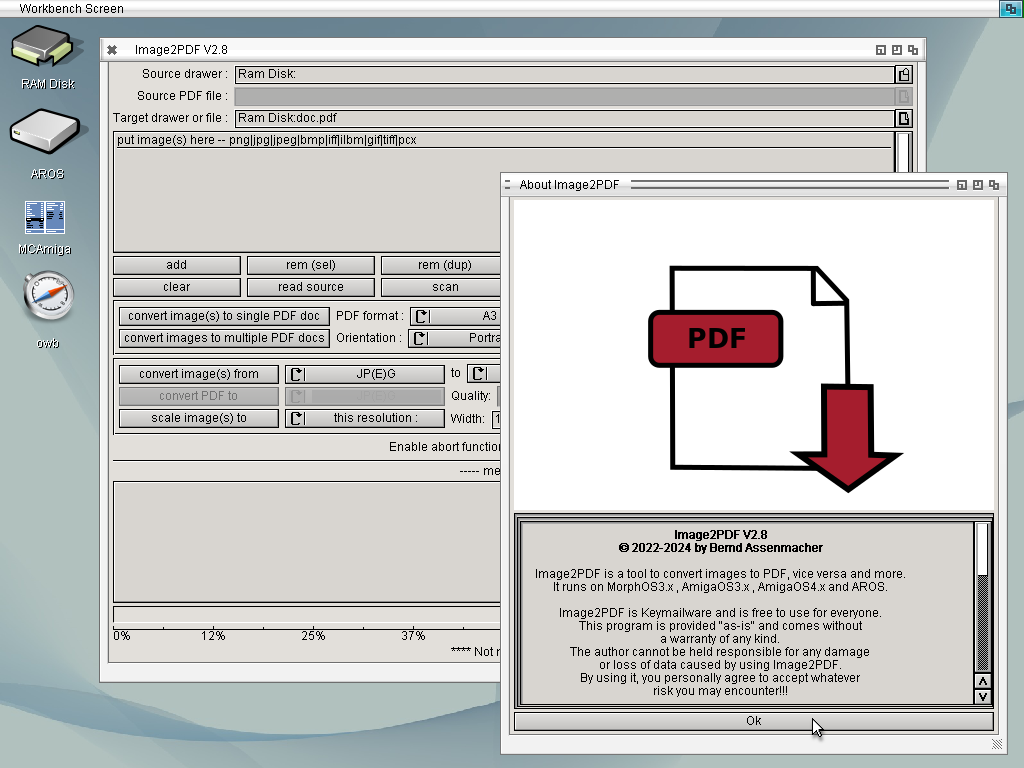 Workbench Screen
RAM Disk
AROS
MCAmiga
owb
Image2PDF V2.8
Source drawer :
Ram Disk:
Source PDF file :
Target drawer or file :
Ram Disk:doc.pdf
put image(s) here -- png|jpg|jpeg|bmp|iff|ilbm|gif|tiff|pcx
add
rem (sel)
rem (dup)
clear
read source
scan
convert image(s) to single PDF doc
PDF format :
A3
convert images to multiple PDF docs
Orientation :
Portra
convert image(s) from
JP(E)G
to
convert PDF to
Quality:
scale image(s) to
this resolution :
Width:
Enable abort function
----- me
0%
12%
25%
37%
**** Not r
About Image2PDF
PDF
Image2PDF V2.8
© 2022-2024 by Bernd Assenmacher
Image2PDF is a tool to convert images to PDF, vice versa and more.
It runs on MorphOS3.x , AmigaOS3.x , AmigaOS4.x and AROS.
Image2PDF is Keymailware and is free to use for everyone.
This program is provided "as-is" and comes without
a warranty of any kind.
The author cannot be held responsible for any damage
or loss of data caused by using Image2PDF.
By using it, you personally agree to accept whatever
risk you may encounter!!!
Ok